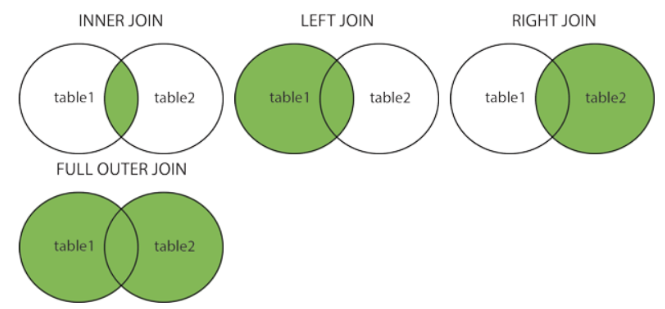 INNER JOIN
LEFT JOIN
RIGHT JOIN
table1 table2
table1 table2
table1 table2
FULL OUTER JOIN
table1 table2